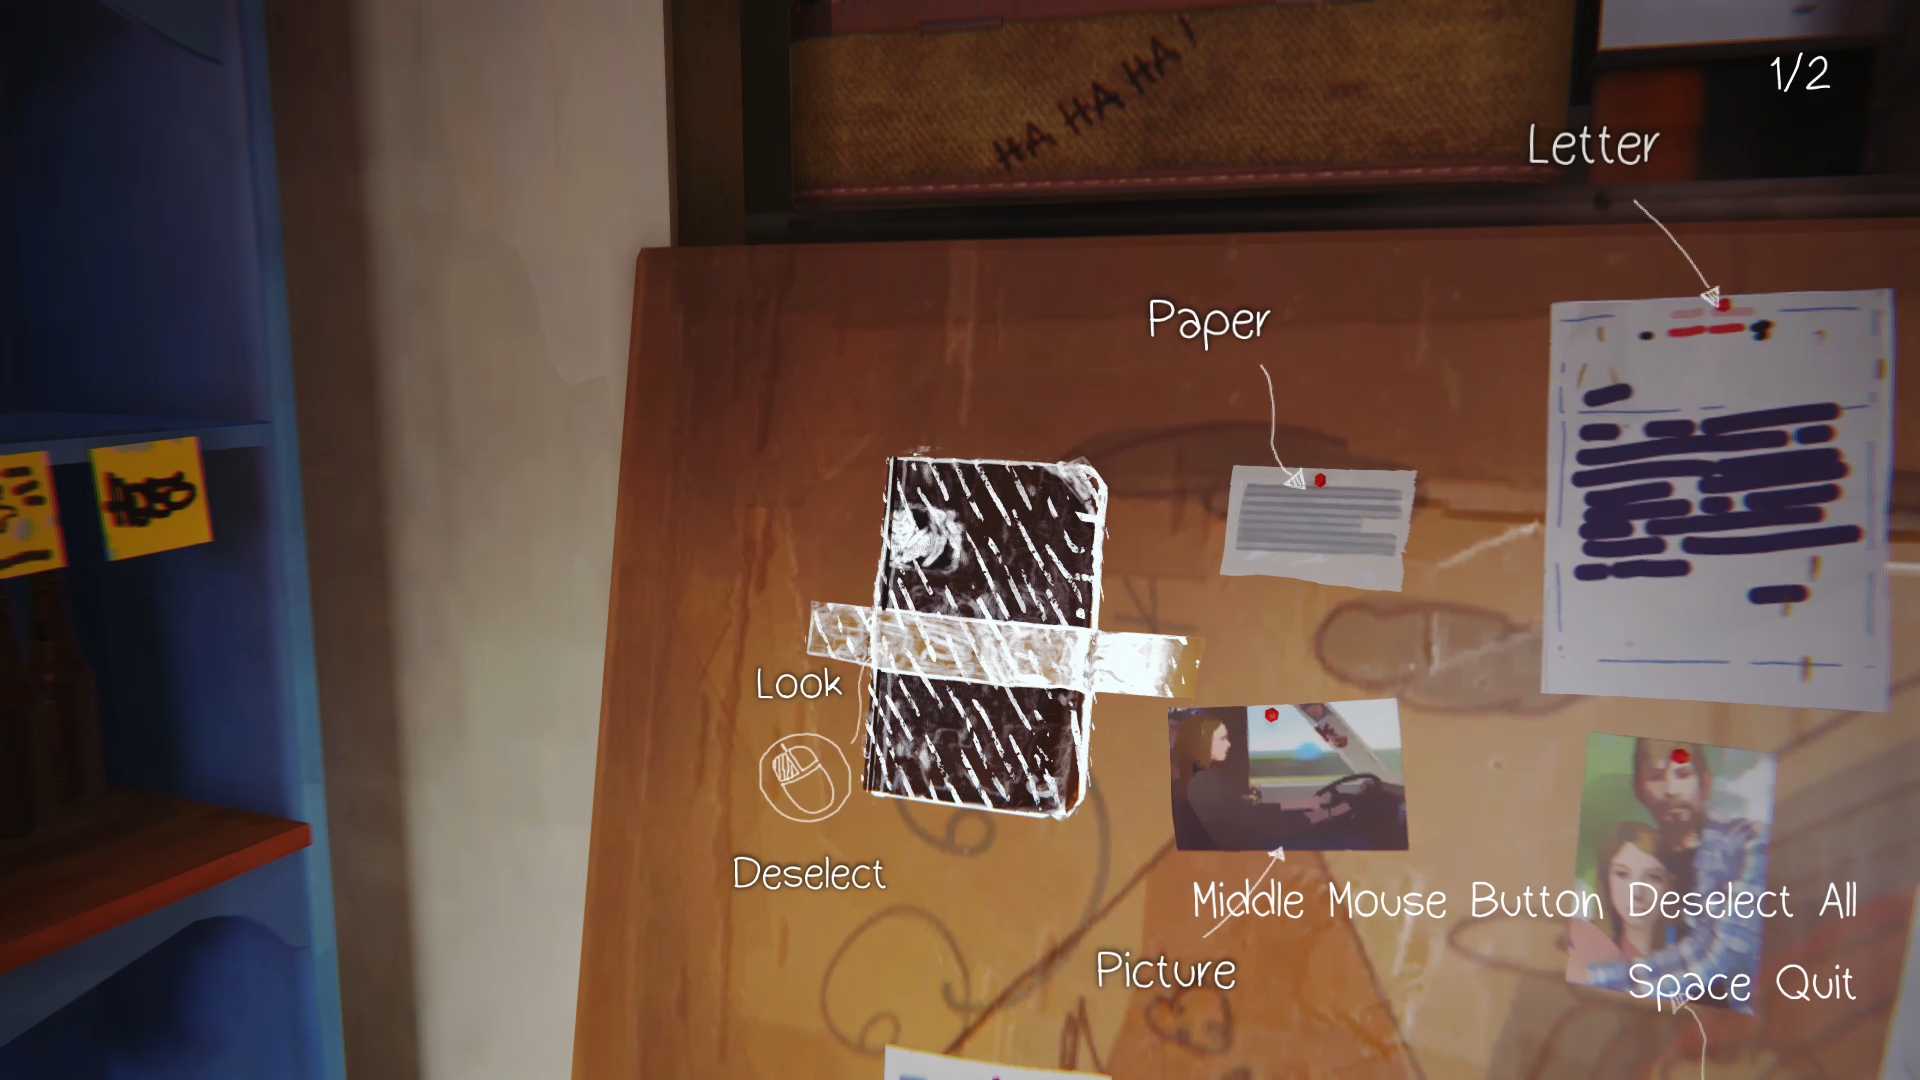 HA HA HA!
1/2
Letter
Paper
Look
Deselect
Middle Mouse Button Deselect All
Picture
Space Quit